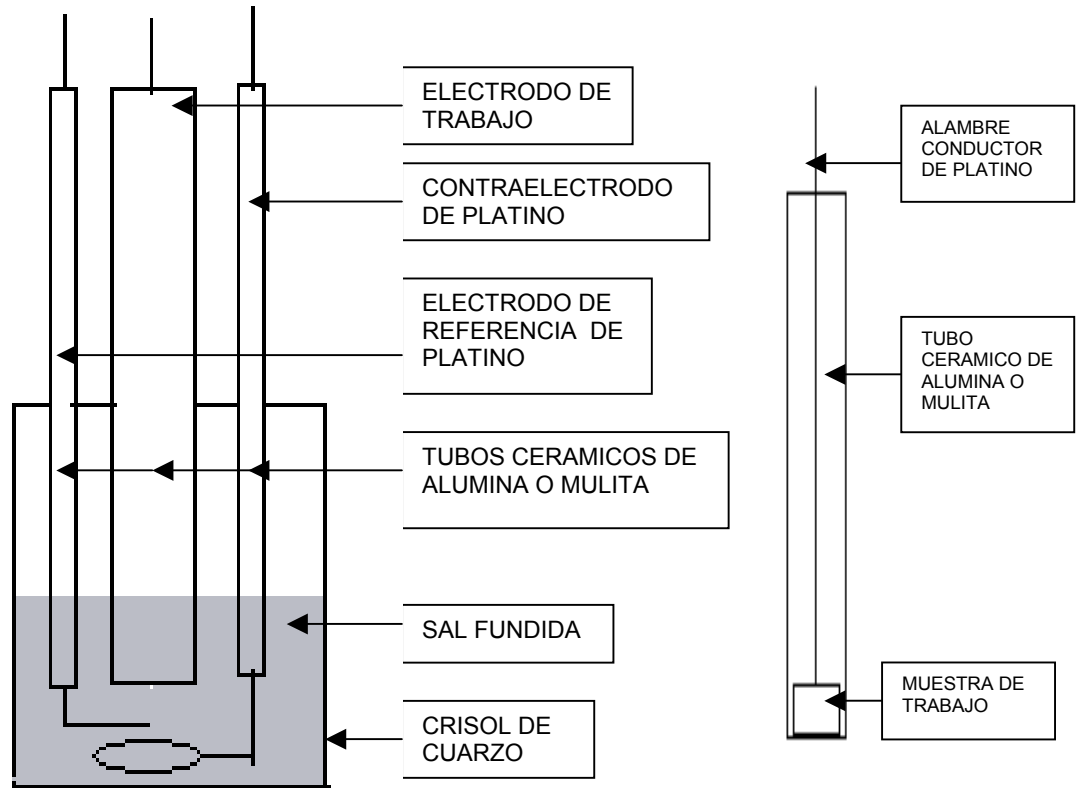 ELECTRODO DE
TRABAJO
CONTRAELECTRODO
DE PLATINO
ELECTRODO DE
REFERENCIA DE
PLATINO
TUBOS CERAMICOS DE
ALUMINA O MULITA
SAL FUNDIDA
CRISOL DE
CUARZO
ALAMBRE
CONDUCTOR
DE PLATINO
TUBO
CERAMICO DE
ALUMINA O
MULITA
MUESTRA DE
TRABAJO